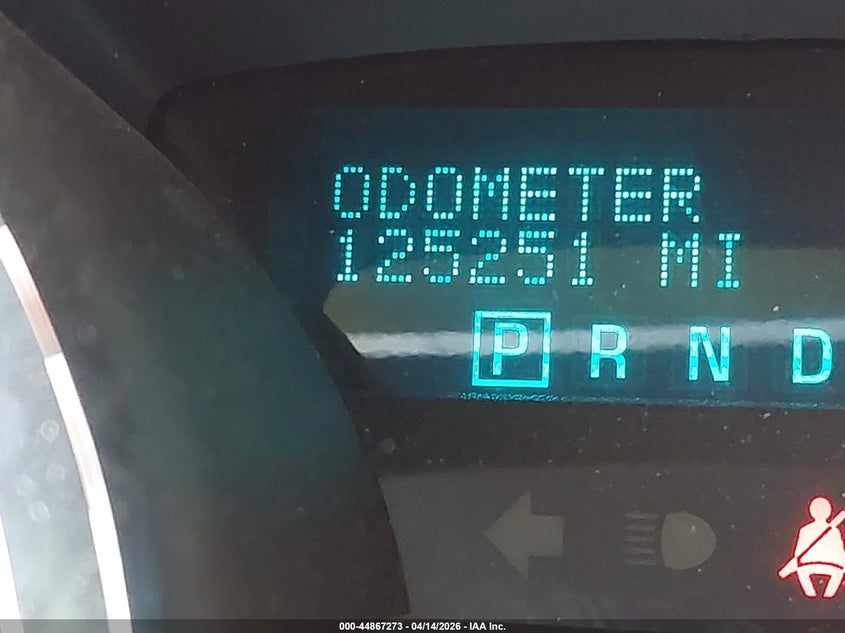 ODOMETER
125251 MI
P R N D
000-44867273 - 04/14/2026 - IAA Inc.